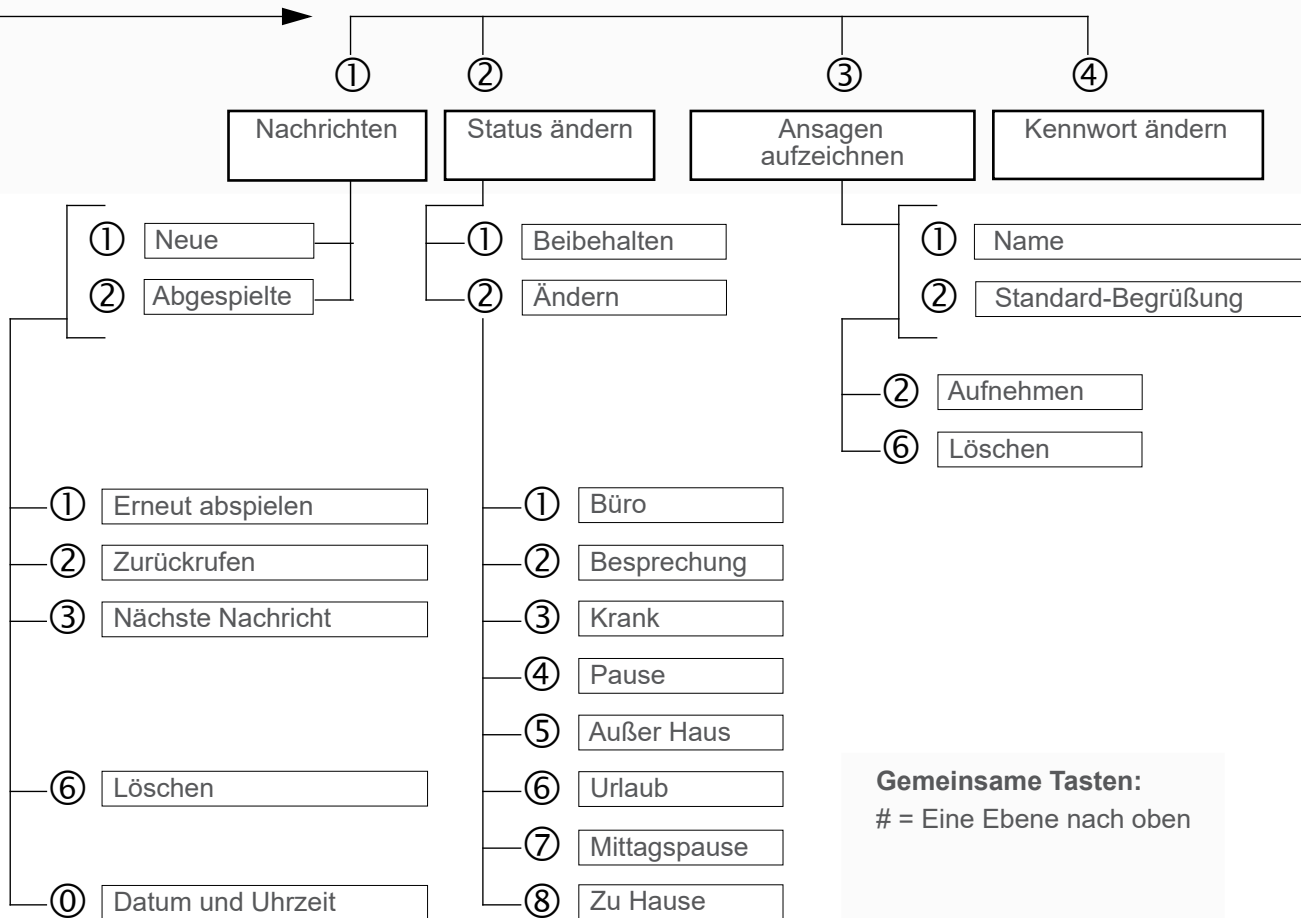 ① ② ③ ④
Nachrichten
Status ändern
Ansagen
aufzeichnen
Kennwort ändern
① Neue
② Abgespielte
① Erneut abspielen
② Zurückrufen
③ Nächste Nachricht
⑥ Löschen
⓪ Datum und Uhrzeit
① Beibehalten
② Ändern
① Büro
② Besprechung
③ Krank
④ Pause
⑤ Außer Haus
⑥ Urlaub
⑦ Mittagspause
⑧ Zu Hause
① Name
② Standard-Begrüßung
② Aufnehmen
⑥ Löschen
Gemeinsame Tasten:
# = Eine Ebene nach oben